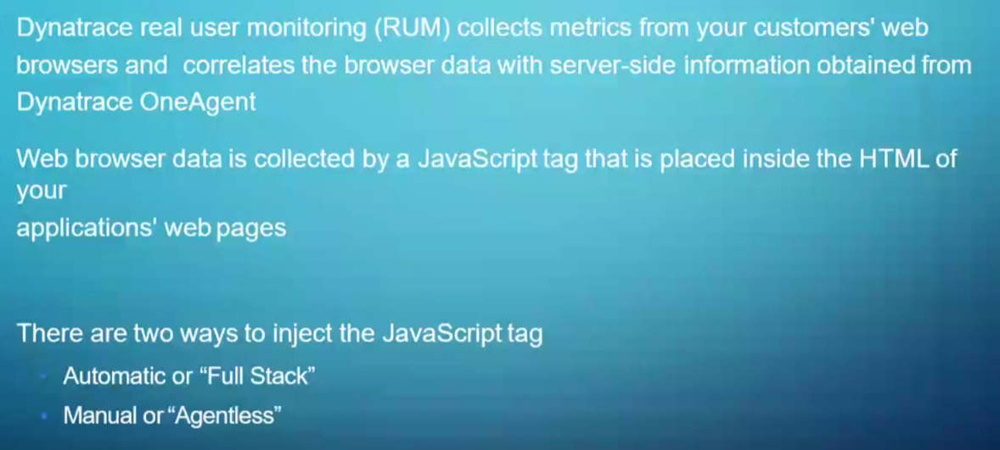 Dynatrace real user monitoring (RUM) collects metrics from your customers' web
browsers and correlates the browser data with server-side information obtained from
Dynatrace OneAgent
Web browser data is collected by a JavaScript tag that is placed inside the HTML of
your
applications' web pages
There are two ways to inject the JavaScript tag
• Automatic or “Full Stack”
• Manual or “Agentless”